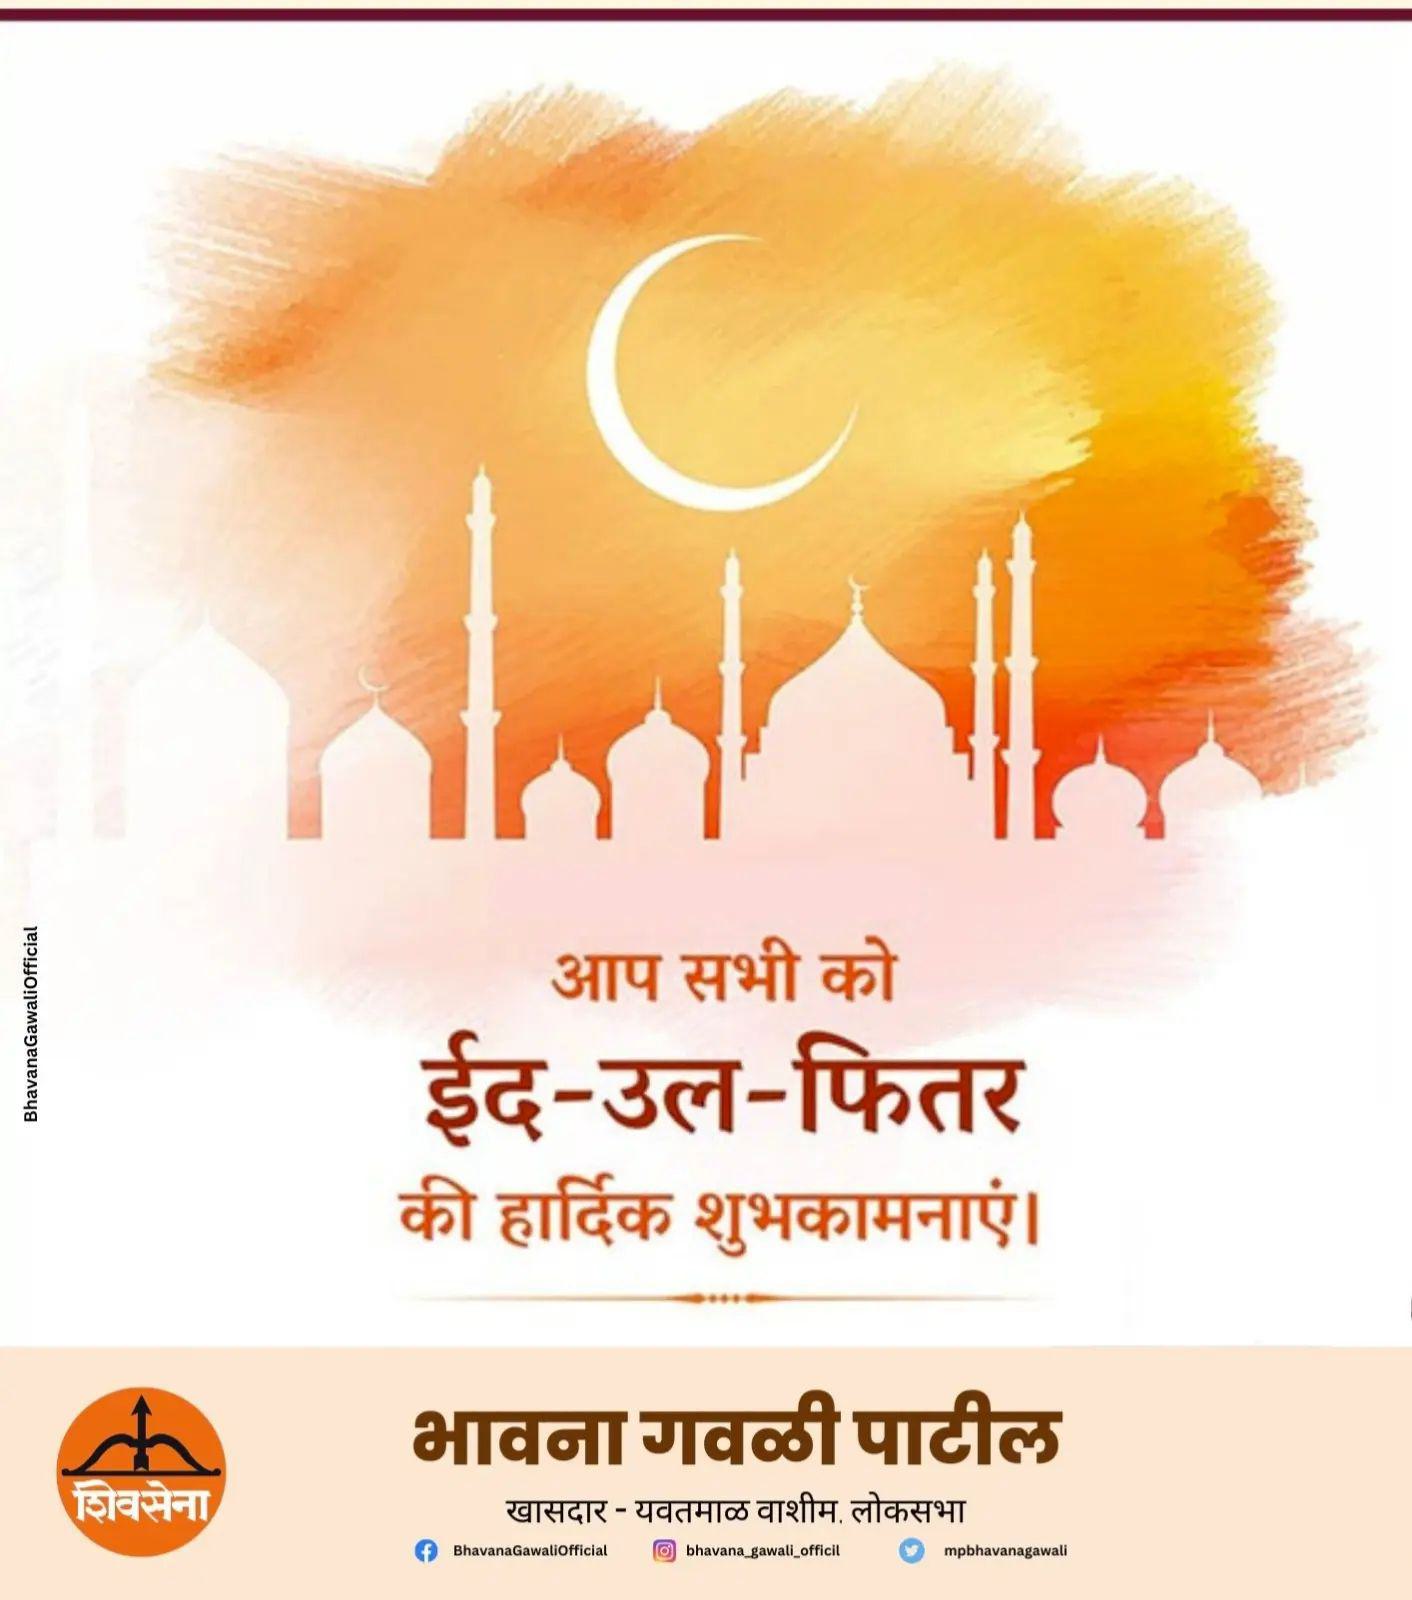 आप सभी को
ईद-उल-फितर
की हार्दिक शुभकामनाएं।
BhavanaGawaliOfficial
शिवसेना
भावना गवळी पाटील
खासदार - यवतमाळ वाशीम. लोकसभा
BhavanaGawaliOfficial bhavana_gawali_officil mpbhavanagawali